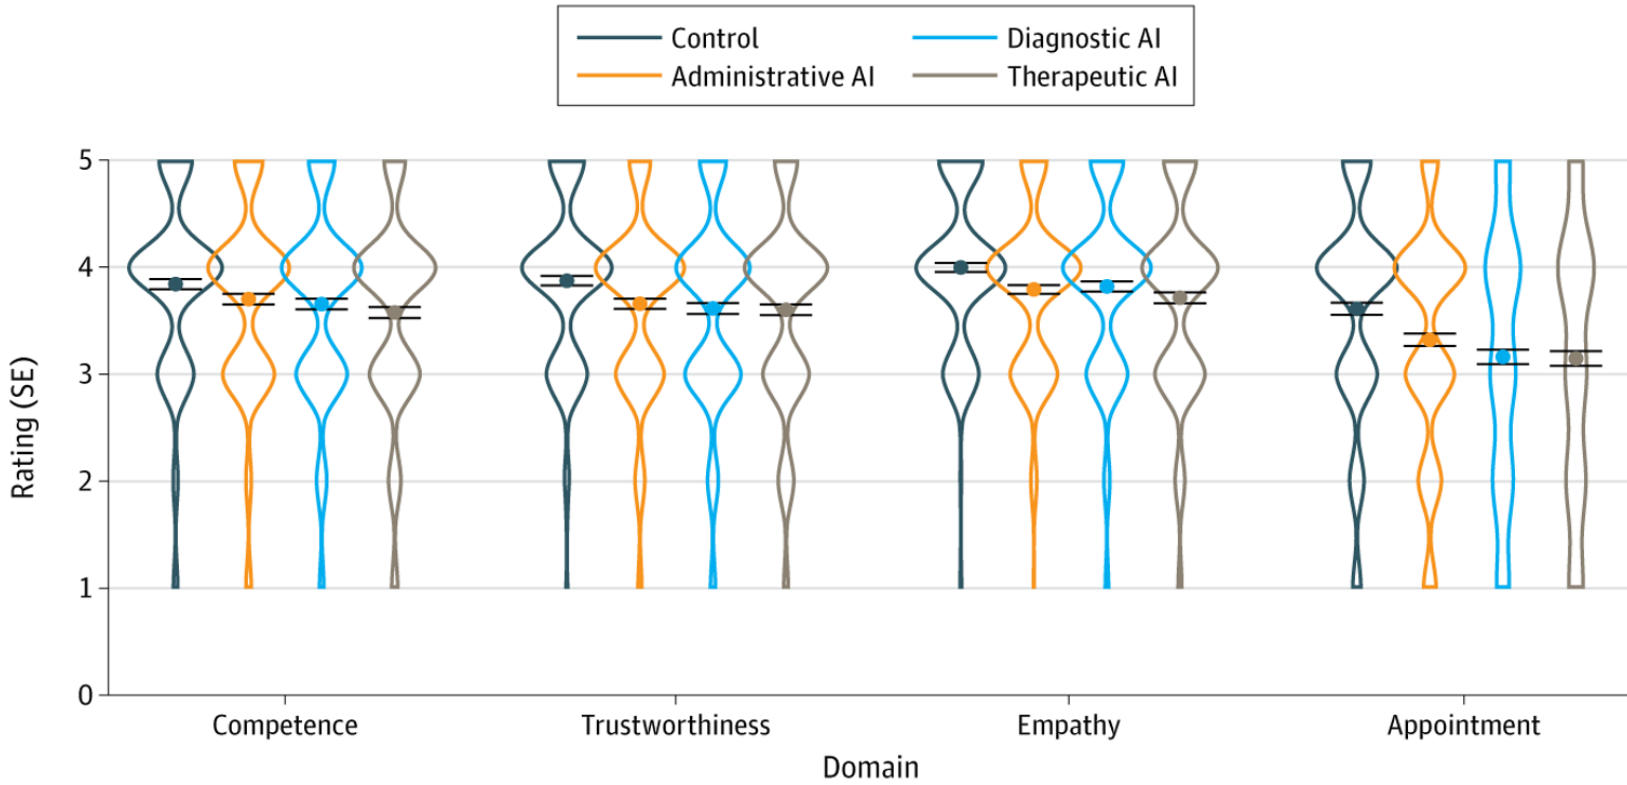 Control
Diagnostic AI
Administrative AI
Therapeutic AI
5
4
3
2
1
0
Rating (SE)
Competence
Trustworthiness
Empathy
Appointment
Domain